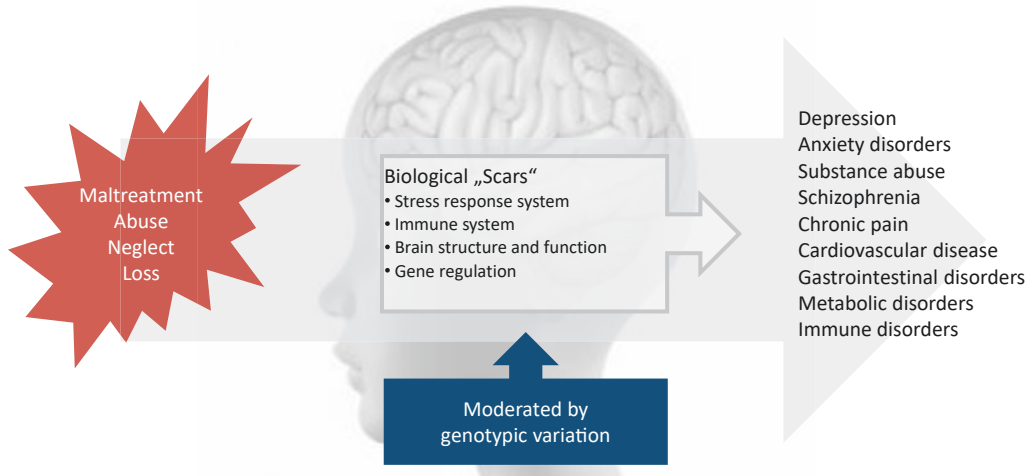 Maltreatment
Abuse
Neglect
Loss
Biological „Scars“
• Stress response system
• Immune system
• Brain structure and function
• Gene regulation
Moderated by
genotypic variation
Depression
Anxiety disorders
Substance abuse
Schizophrenia
Chronic pain
Cardiovascular disease
Gastrointestinal disorders
Metabolic disorders
Immune disorders